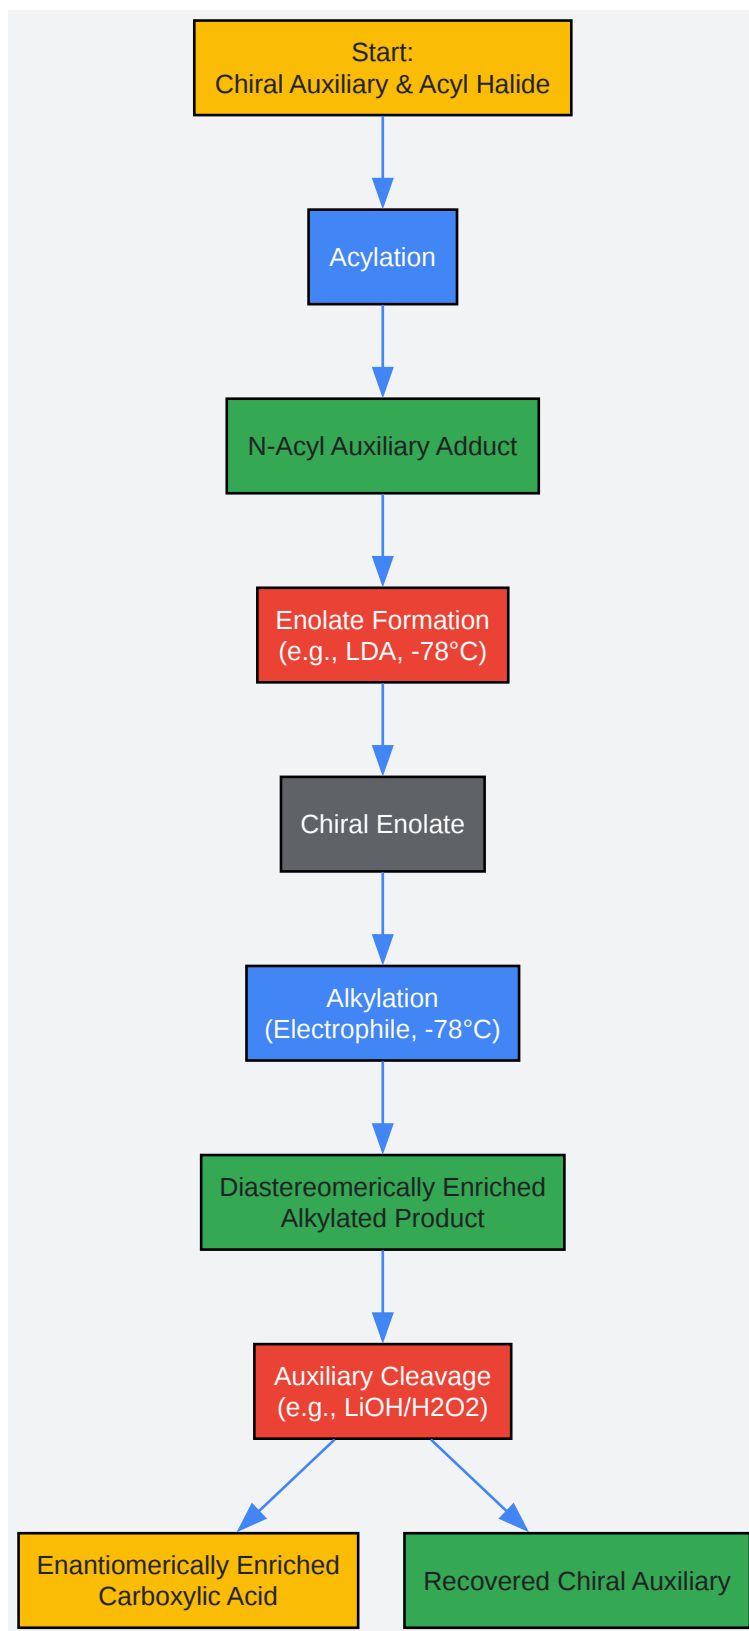 Start:
Chiral Auxiliary & Acyl Halide
Acylation
N-Acyl Auxiliary Adduct
Enolate Formation
(e.g., LDA, -78°C)
Chiral Enolate
Alkylation
(Electrophile, -78°C)
Diastereomerically Enriched
Alkylated Product
Auxiliary Cleavage
(e.g., LiOH/H2O2)
Enantiomerically Enriched
Carboxylic Acid
Recovered Chiral Auxiliary